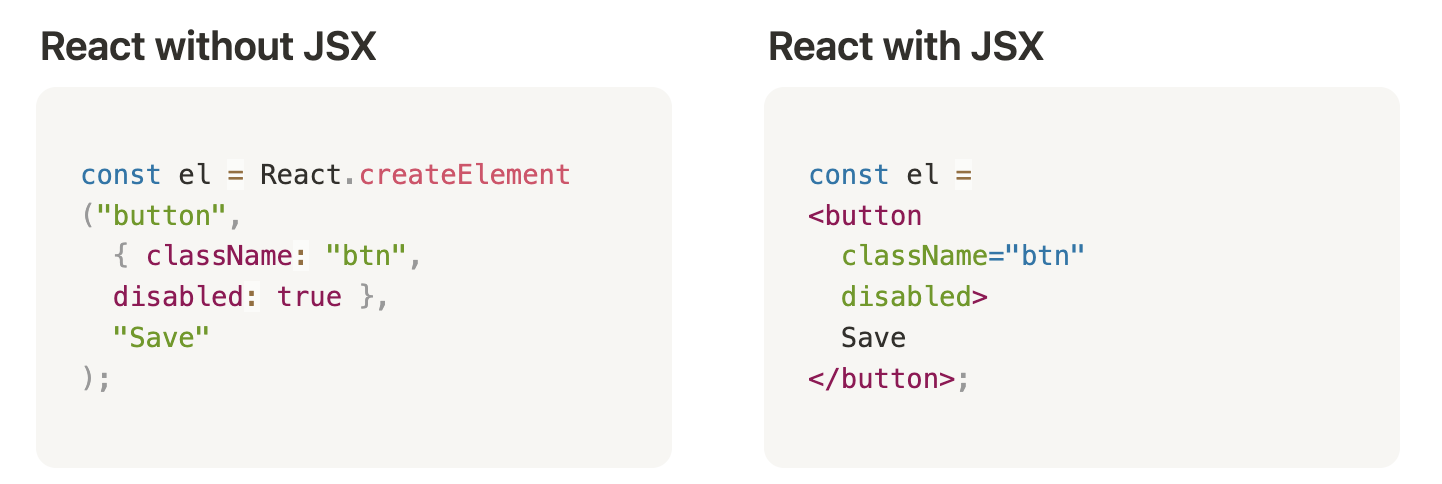 React without JSX
const el = React.createElement
("button",
  { className: "btn",
  disabled: true },
  "Save"
);
React with JSX
const el =
<button
  className="btn"
  disabled>
  Save
</button>;